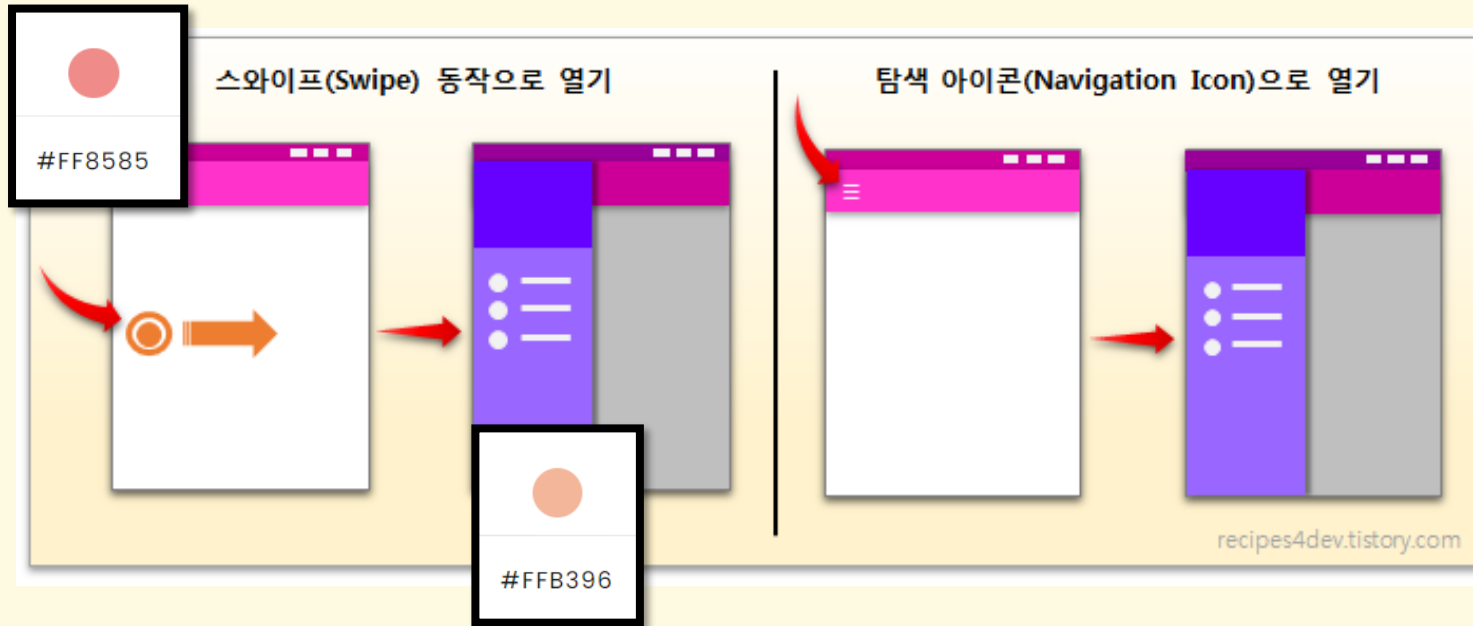 스와이프(Swipe) 동작으로 열기
탐색 아이콘(Navigation Icon)으로 열기
#FF8585
#FFB396
recipes4dev.tistory.com